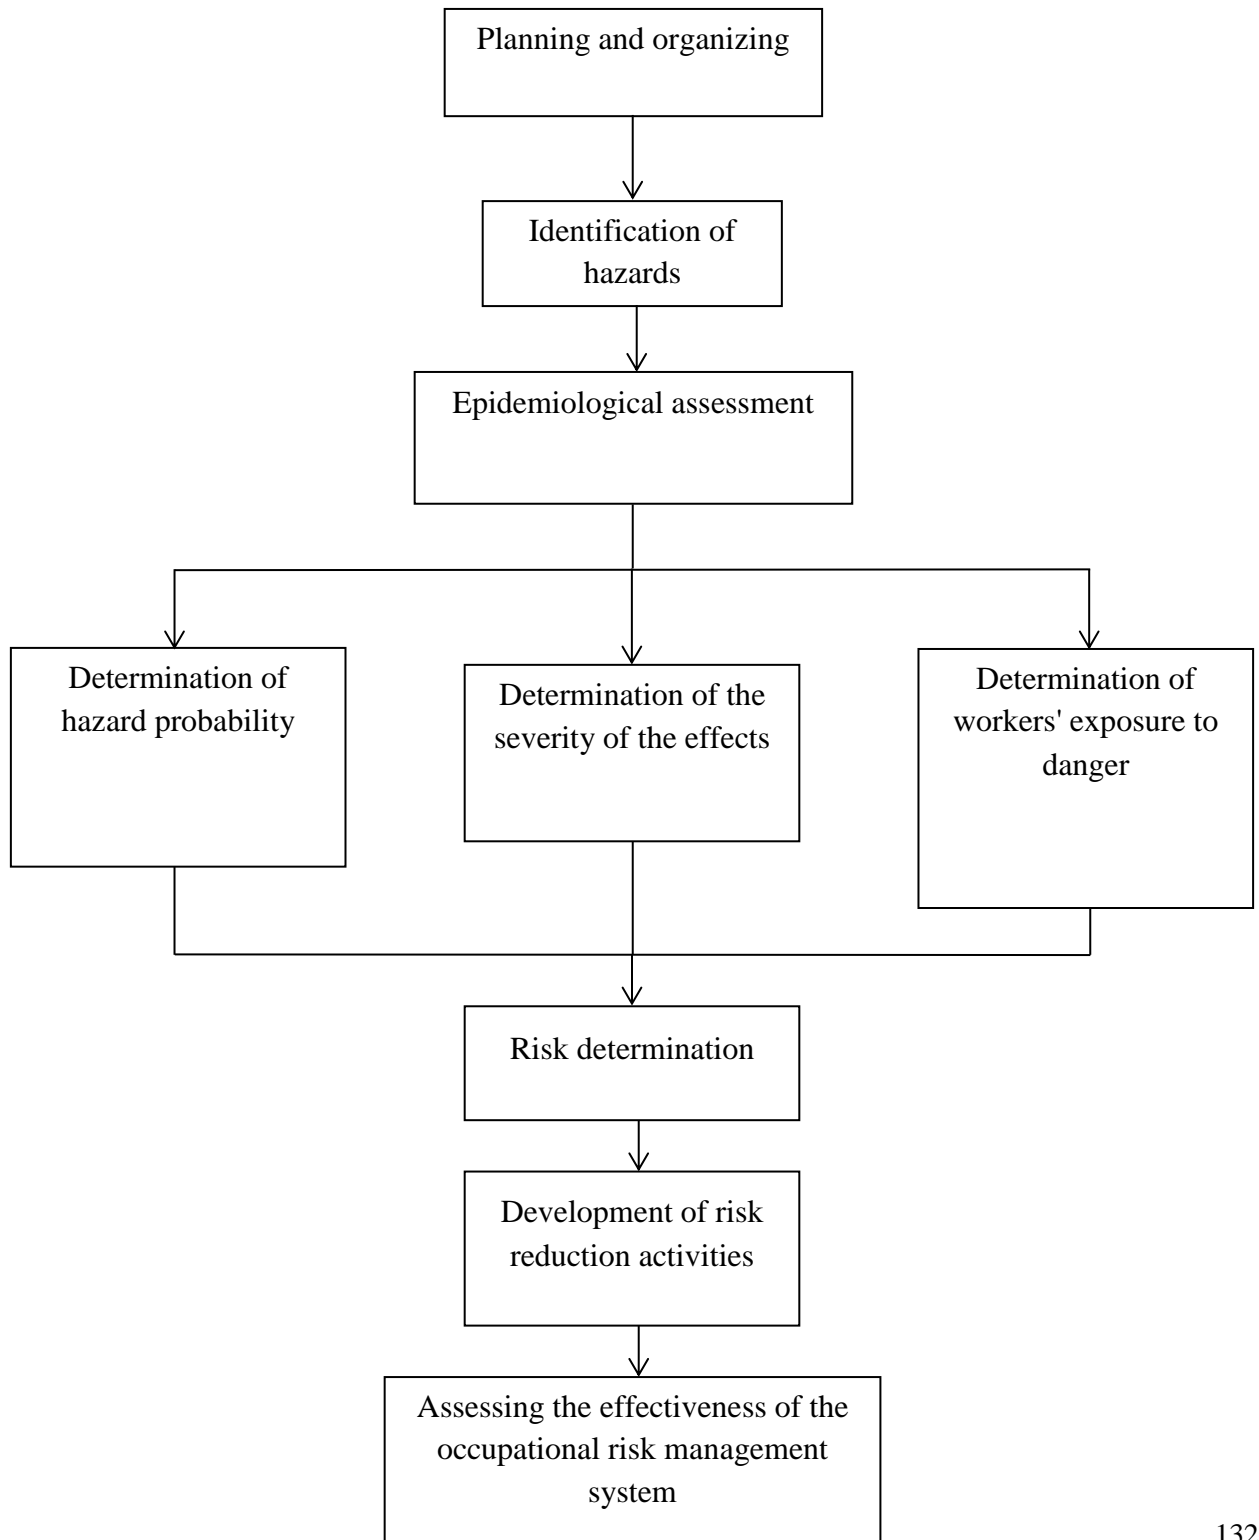 Planning and organizing
Identification of
hazards
Epidemiological assessment
Determination of
hazard probability
Determination of the
severity of the effects
Determination of
workers' exposure to
danger
Risk determination
Development of risk
reduction activities
Assessing the effectiveness of the
occupational risk management
system
132